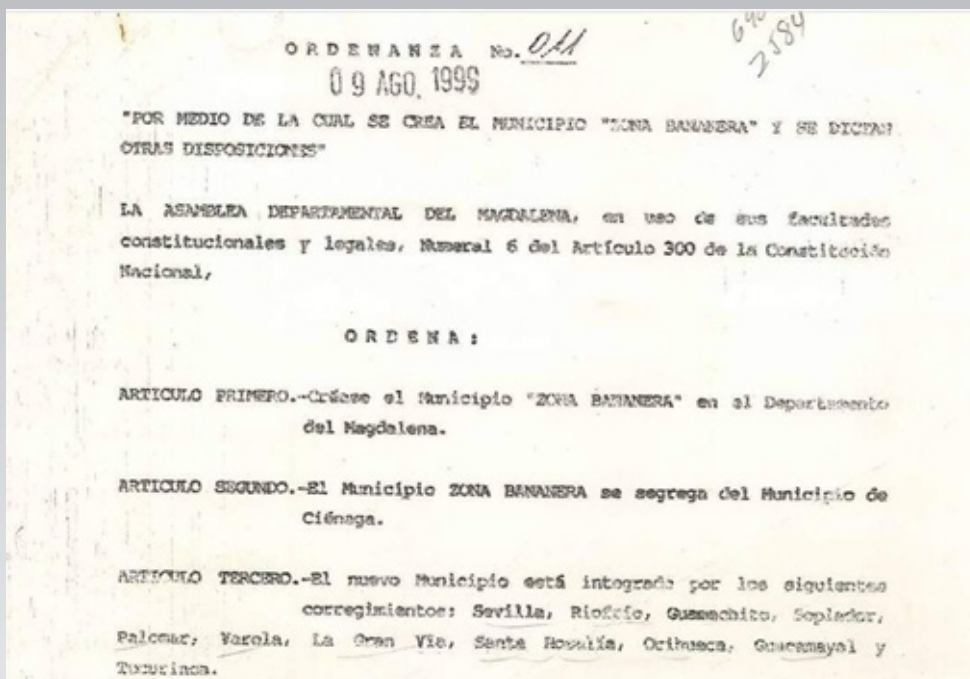 ORDENANZA No. 011
09 AGO. 1999
"POR MEDIO DE LA CUAL SE CREA EL MUNICIPIO "ZONA BANANERA" Y SE DICTAN
OTRAS DISPOSICIONES"
LA ASAMBLEA DEPARTAMENTAL DEL MAGDALENA, en uso de sus facultades
constitucionales y legales, Numeral 6 del Artículo 300 de la Constitución
Nacional,
ORDENA:
ARTICULO PRIMERO.-Créase el Municipio "ZONA BANANERA" en el Departamento
del Magdalena.
ARTICULO SEGUNDO.-El Municipio ZONA BANANERA se segrega del Municipio de
Ciénaga.
ARTICULO TERCERO.-El nuevo Municipio está integrado por los siguientes
corregimientos: Sevilla, Riofrío, Guamachito, Soplador,
Palomar, Varela, La Gran Vía, Santa Rosalía, Orihueca, Guacamayal y
Tucurinca.
2584